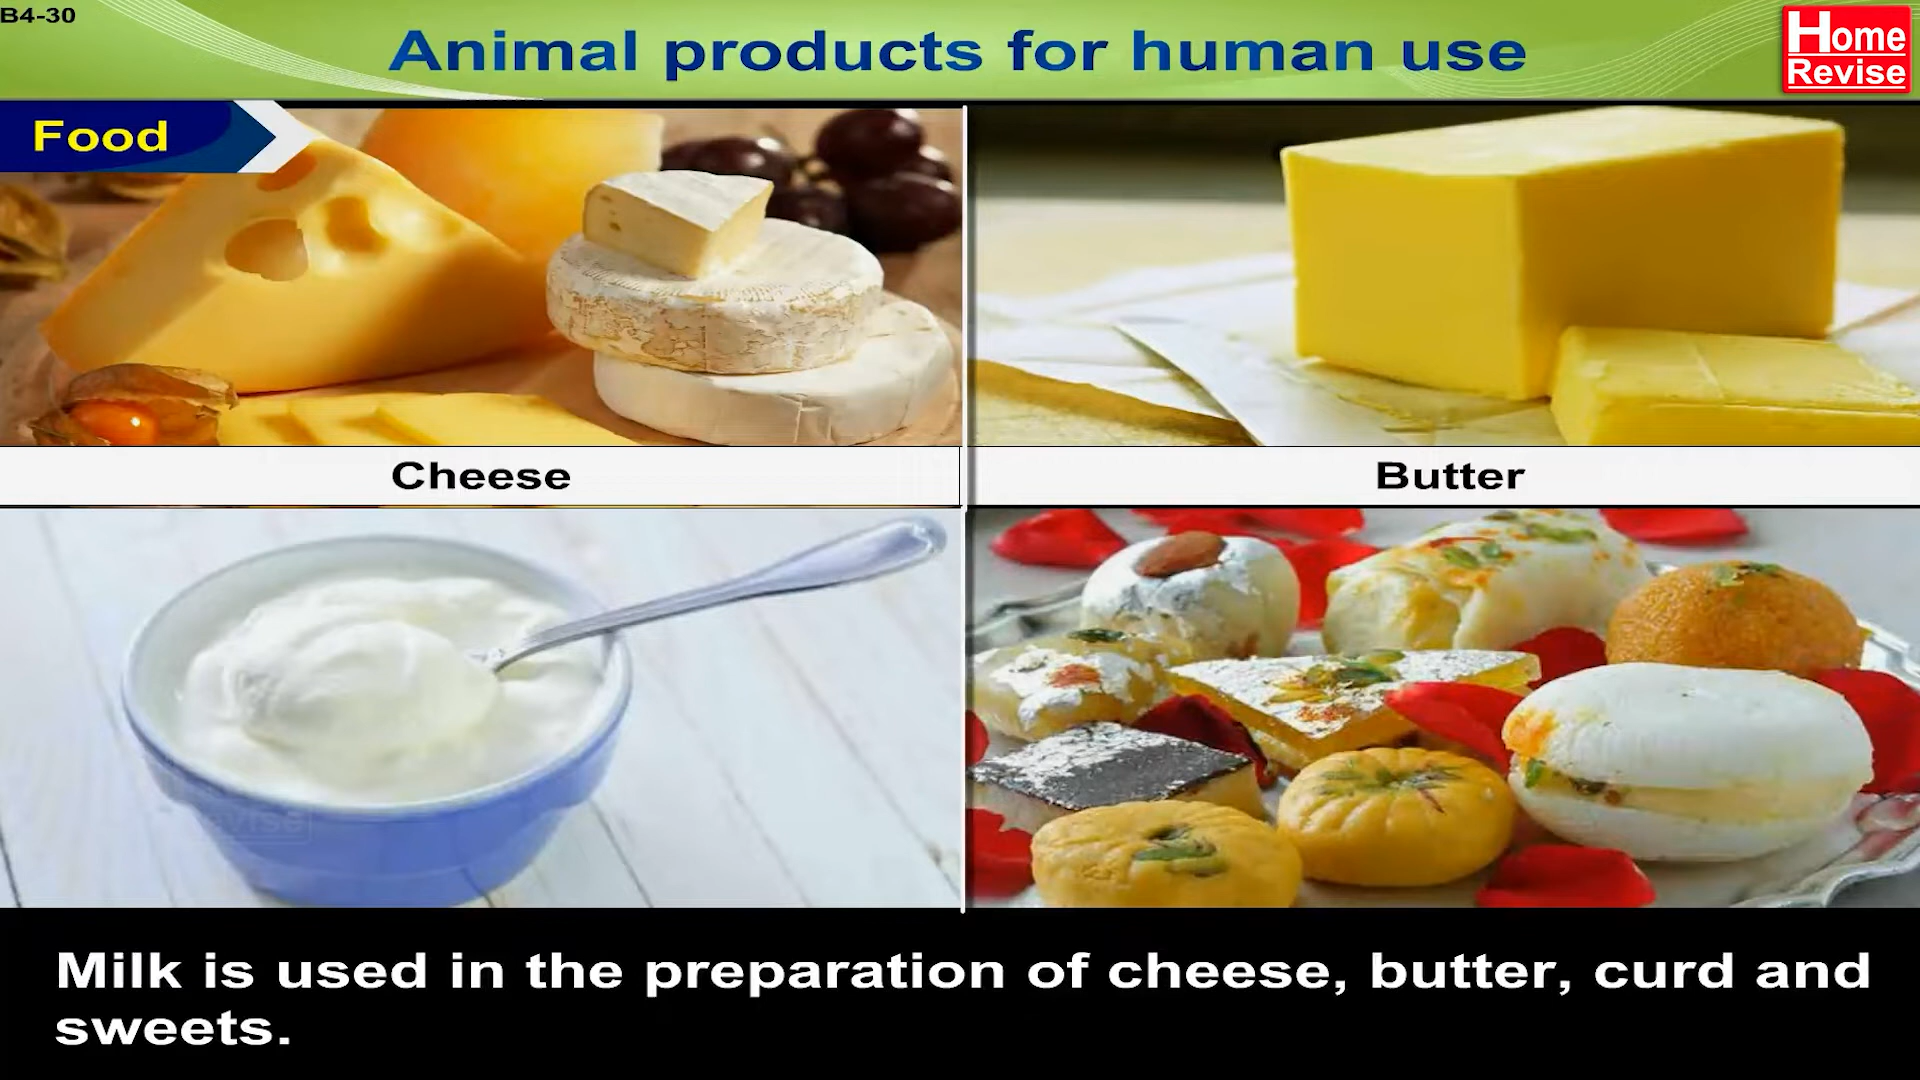 B4-30
Animal products for human use
Home
Revise
Food
Cheese
Butter
Milk is used in the preparation of cheese, butter, curd and
sweets.